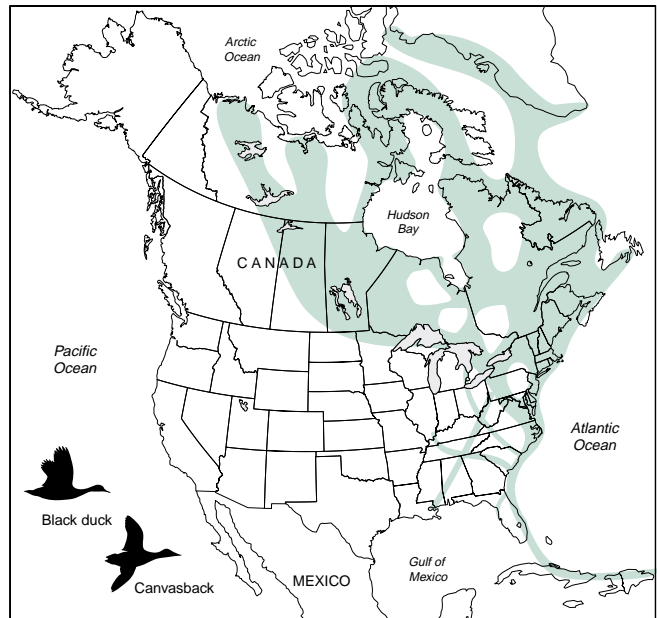 Arctic
Ocean
Hudson
Bay
CANADA
Pacific
Ocean
Atlantic
Ocean
Black duck
Canvasback
MEXICO
Gulf of
Mexico